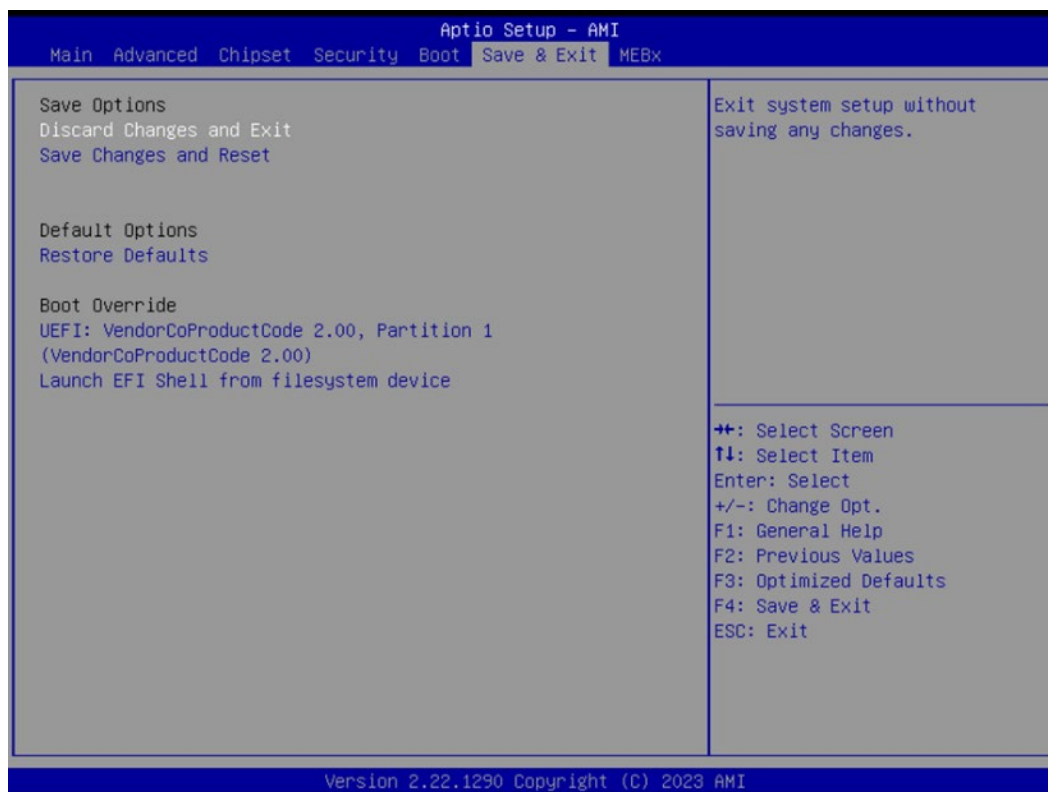 Aptio Setup – AMI
Main Advanced Chipset Security Boot Save & Exit MEBx
Save Options
Discard Changes and Exit
Save Changes and Reset
Default Options
Restore Defaults
Boot Override
UEFI: VendorCoProductCode 2.00, Partition 1
(VendorCoProductCode 2.00)
Launch EFI Shell from filesystem device
Exit system setup without
saving any changes.
→←: Select Screen
↑↓: Select Item
Enter: Select
+/-: Change Opt.
F1: General Help
F2: Previous Values
F3: Optimized Defaults
F4: Save & Exit
ESC: Exit
Version 2.22.1290 Copyright (C) 2023 AMI